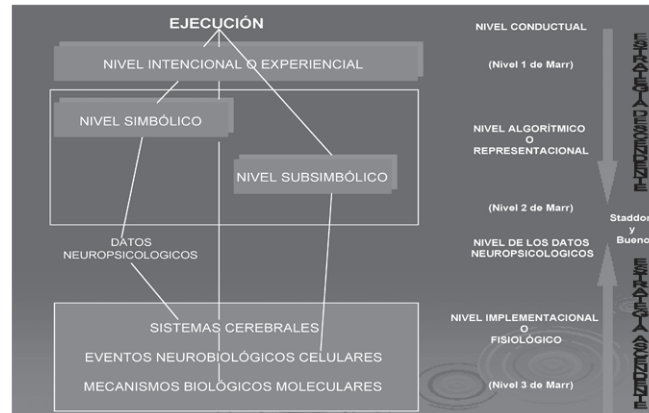 EJECUCIÓN
NIVEL INTENCIONAL O EXPERIENCIAL
NIVEL SIMBÓLICO
NIVEL SUBSIMBÓLICO
DATOS
NEUROPSICOLOGICOS
SISTEMAS CEREBRALES
EVENTOS NEUROBIOLÓGICOS CELULARES
MECANISMOS BIOLÓGICOS MOLECULARES
NIVEL CONDUCTUAL
(Nivel 1 de Marr)
NIVEL ALGORÍTMICO
O
REPRESENTACIONAL
(Nivel 2 de Marr)
NIVEL DE LOS DATOS
NEUROPSICOLOGICOS
NIVEL IMPLEMENTACIONAL
O
FISIOLÓGICO
(Nivel 3 de Marr)
ESTRATEGIA DESCENDENTE
Staddon
y
Bueno
ESTRATEGIA ASCENDENTE